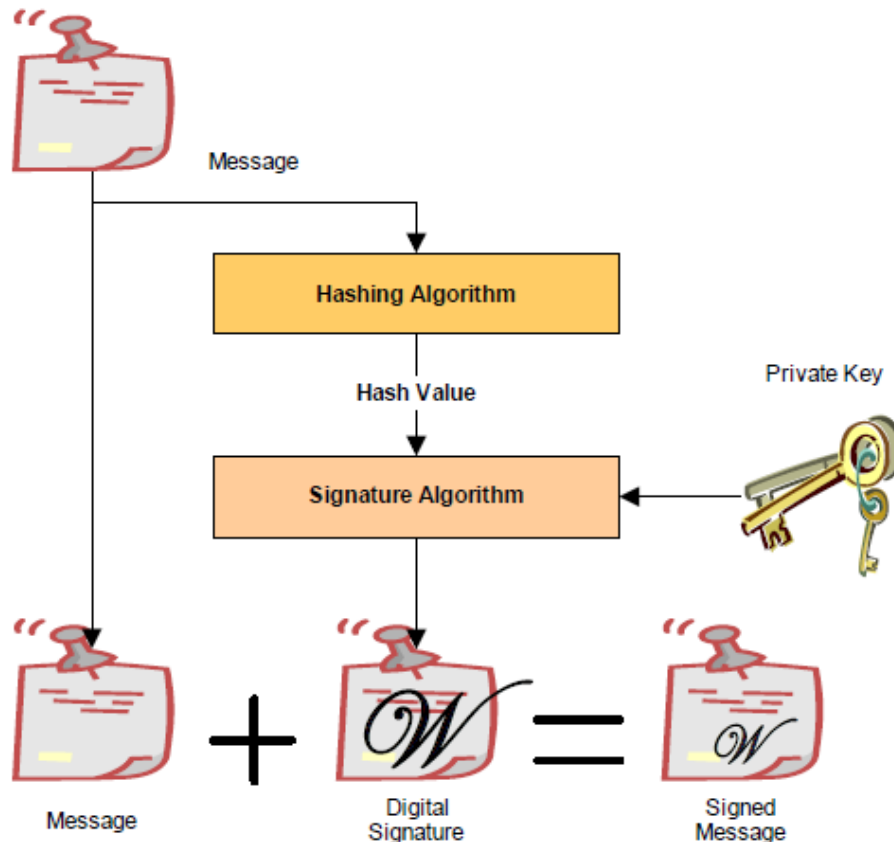 Message
Hashing Algorithm
Hash Value
Private Key
Signature Algorithm
W
W
Message
Digital
Signature
Signed
Message